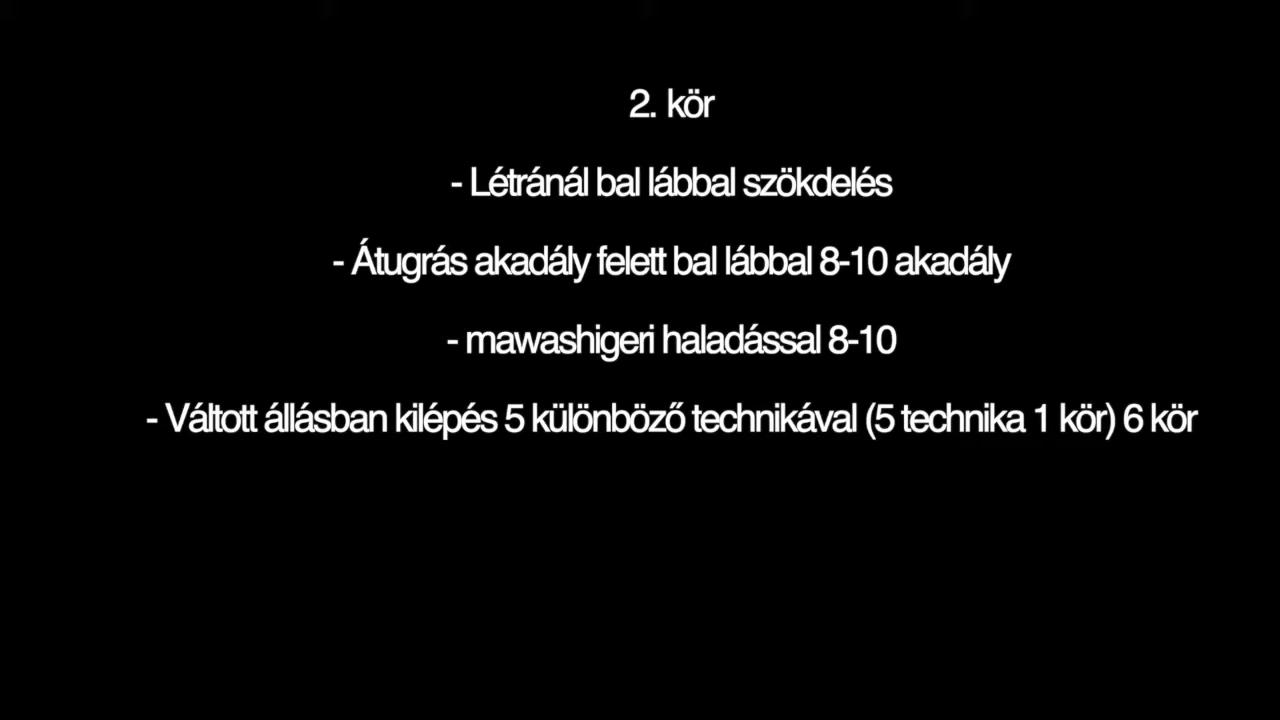 2. kör
- Létránál bal lábbal szökdelés
- Átugrás akadály felett bal lábbal 8-10 akadály
- mawashigeri haladással 8-10
- Váltott állásban kilépés 5 különböző technikával (5 technika 1 kör) 6 kör